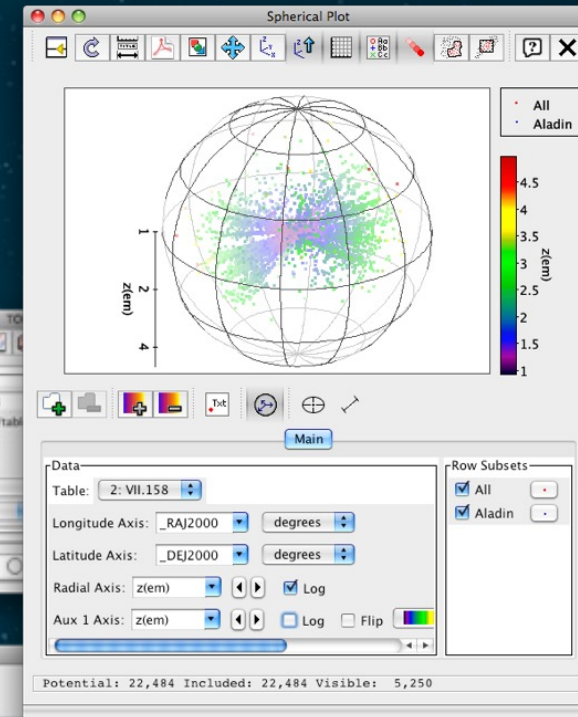 Spherical Plot
All
Aladin
4.5
4
3.5
3
2.5
2
1.5
1
z(em)
1
2
4
z(em)
Txt
Main
Data
Table: 2: VII.158
Longitude Axis: _RAJ2000 degrees
Latitude Axis: _DEJ2000 degrees
Radial Axis: z(em) Log
Aux 1 Axis: z(em) Log Flip
Row Subsets
All
Aladin
Potential: 22,484 Included: 22,484 Visible: 5,250